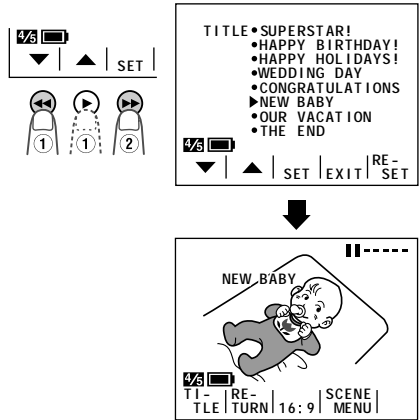 4/5
SET
1 1 2
TITLE•SUPERSTAR!
•HAPPY BIRTHDAY!
•HAPPY HOLIDAYS!
•WEDDING DAY
•CONGRATULATIONS
▶NEW BABY
•OUR VACATION
•THE END
4/5
SET EXIT RE-SET
NEW BABY
4/5
TI-TLE RE-TURN 16:9 SCENE MENU